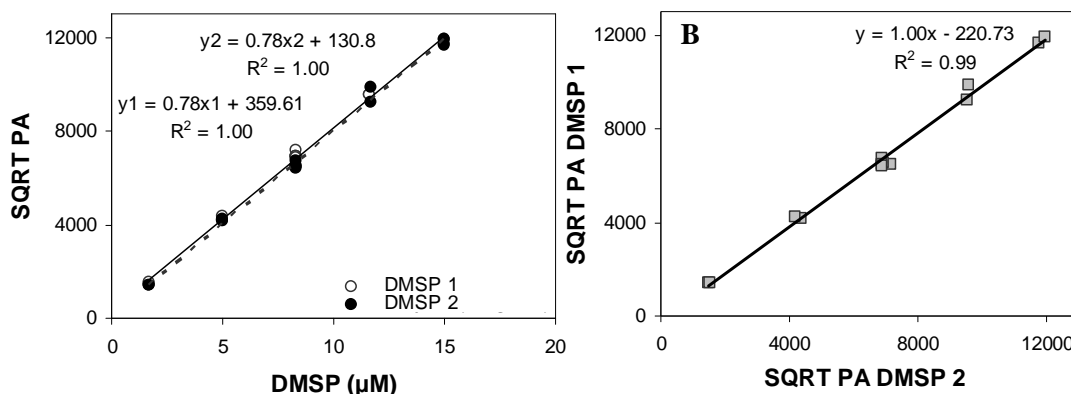 SQRT PA
12000
8000
4000
0
y2 = 0.78x2 + 130.8
R² = 1.00
y1 = 0.78x1 + 359.61
R² = 1.00
DMSP 1
DMSP 2
0 5 10 15 20
DMSP (µM)
B
SQRT PA DMSP 1
12000
8000
4000
0
y = 1.00x - 220.73
R² = 0.99
0 4000 8000 12000
SQRT PA DMSP 2